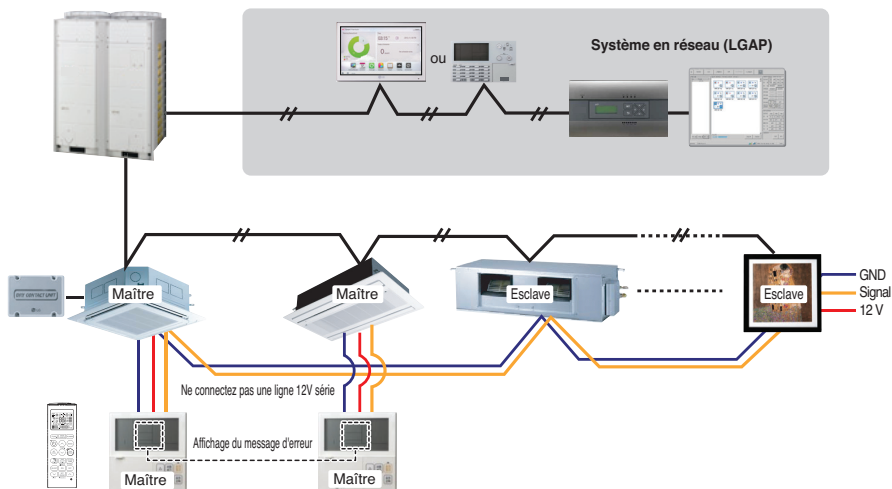 Système en réseau (LGAP)
ou
Maître
Maître
Esclave
Esclave
GND
Signal
12 V
Ne connectez pas une ligne 12V série
Affichage du message d'erreur
Maître
Maître